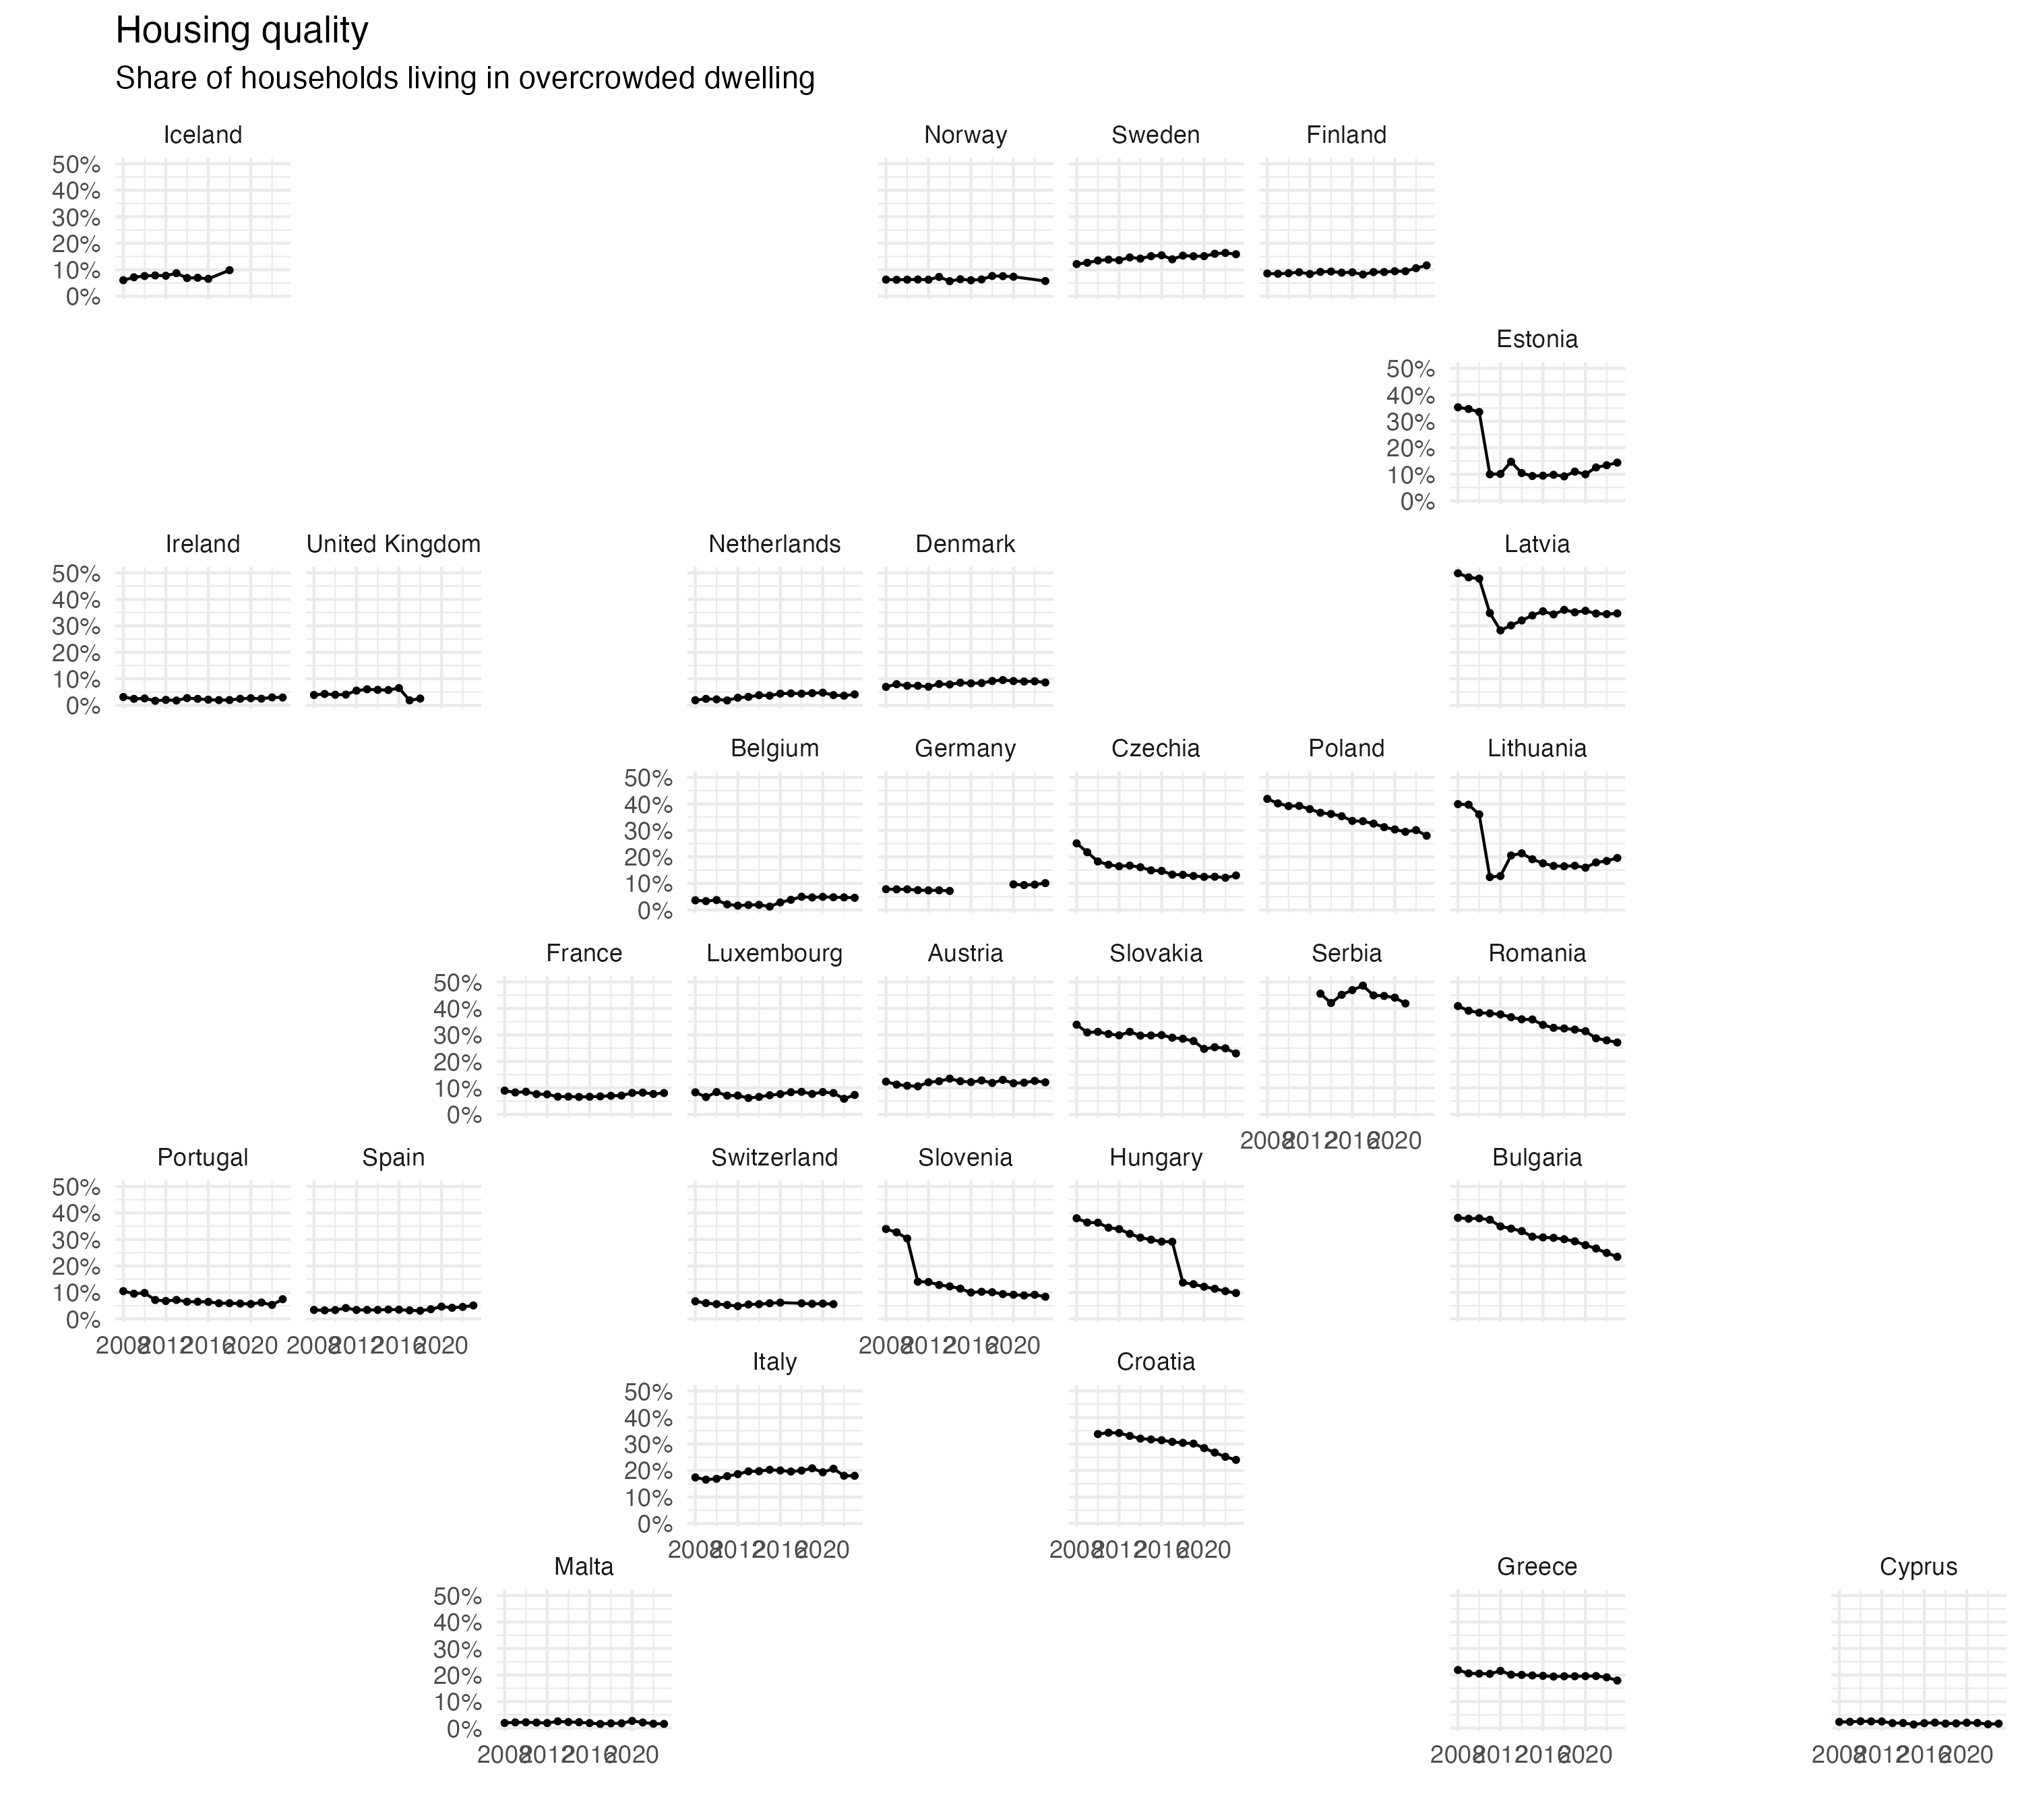 Housing quality
Share of households living in overcrowded dwelling
Iceland
Norway
Sweden
Finland
50%
40%
30%
20%
10%
0%
Estonia
50%
40%
30%
20%
10%
0%
Ireland
United Kingdom
Netherlands
Denmark
Latvia
50%
40%
30%
20%
10%
0%
Belgium
Germany
Czechia
Poland
Lithuania
50%
40%
30%
20%
10%
0%
France
Luxembourg
Austria
Slovakia
Serbia
Romania
50%
40%
30%
20%
10%
0%
2008 2012 2016 2020
Portugal
Spain
Switzerland
Slovenia
Hungary
Bulgaria
50%
40%
30%
20%
10%
0%
2008 2012 2016 2020
2008 2012 2016 2020
2008 2012 2016 2020
Italy
Croatia
50%
40%
30%
20%
10%
0%
2008 2012 2016 2020
2008 2012 2016 2020
Malta
Greece
Cyprus
50%
40%
30%
20%
10%
0%
2008 2012 2016 2020
2008 2012 2016 2020
2008 2012 2016 2020